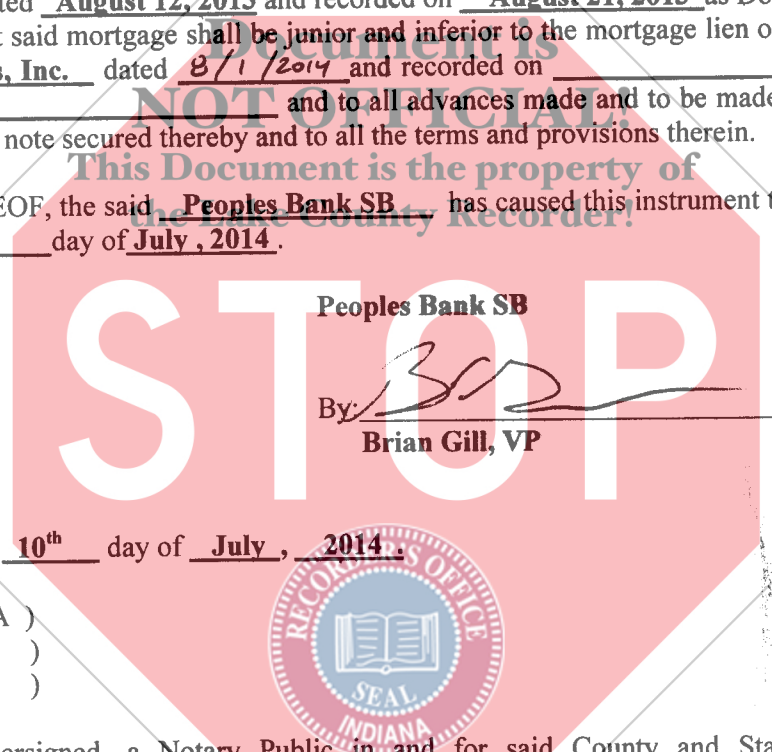 ted August 12, 2013 and recorded on August 21, 2013 as Do
t said mortgage shall be junior and inferior to the mortgage lien o
s, Inc. dated 8/1/2014 and recorded on
and to all advances made and to be made
note secured thereby and to all the terms and provisions therein.
EOF, the said Peoples Bank SB has caused this instrument t
day of July , 2014 .
Document is
NOT OFFICIAL!
This Document is the property of
the Lake County Recorder!
STOP
Peoples Bank SB
By:
Brian Gill, VP
10th day of July , 2014 .
A )
)
)
RECORDER'S OFFICE
SEAL
INDIANA
ersigned, a Notary Public in and for said County and Sta